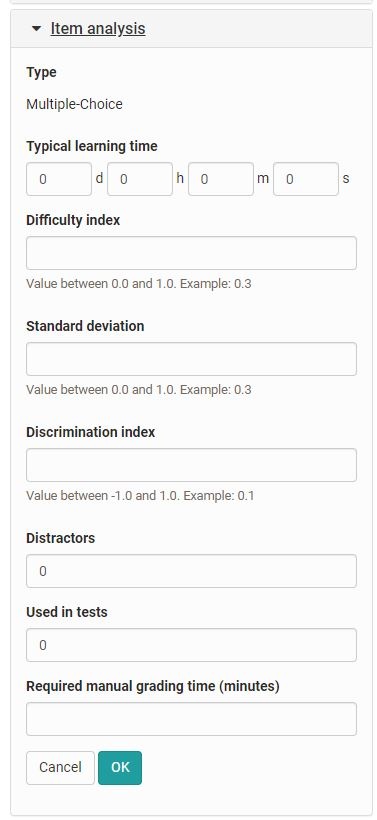 Item analysis
Type
Multiple-Choice
Typical learning time
0 d 0 h 0 m 0 s
Difficulty index
Value between 0.0 and 1.0. Example: 0.3
Standard deviation
Value between 0.0 and 1.0. Example: 0.3
Discrimination index
Value between -1.0 and 1.0. Example: 0.1
Distractors
0
Used in tests
0
Required manual grading time (minutes)
Cancel OK